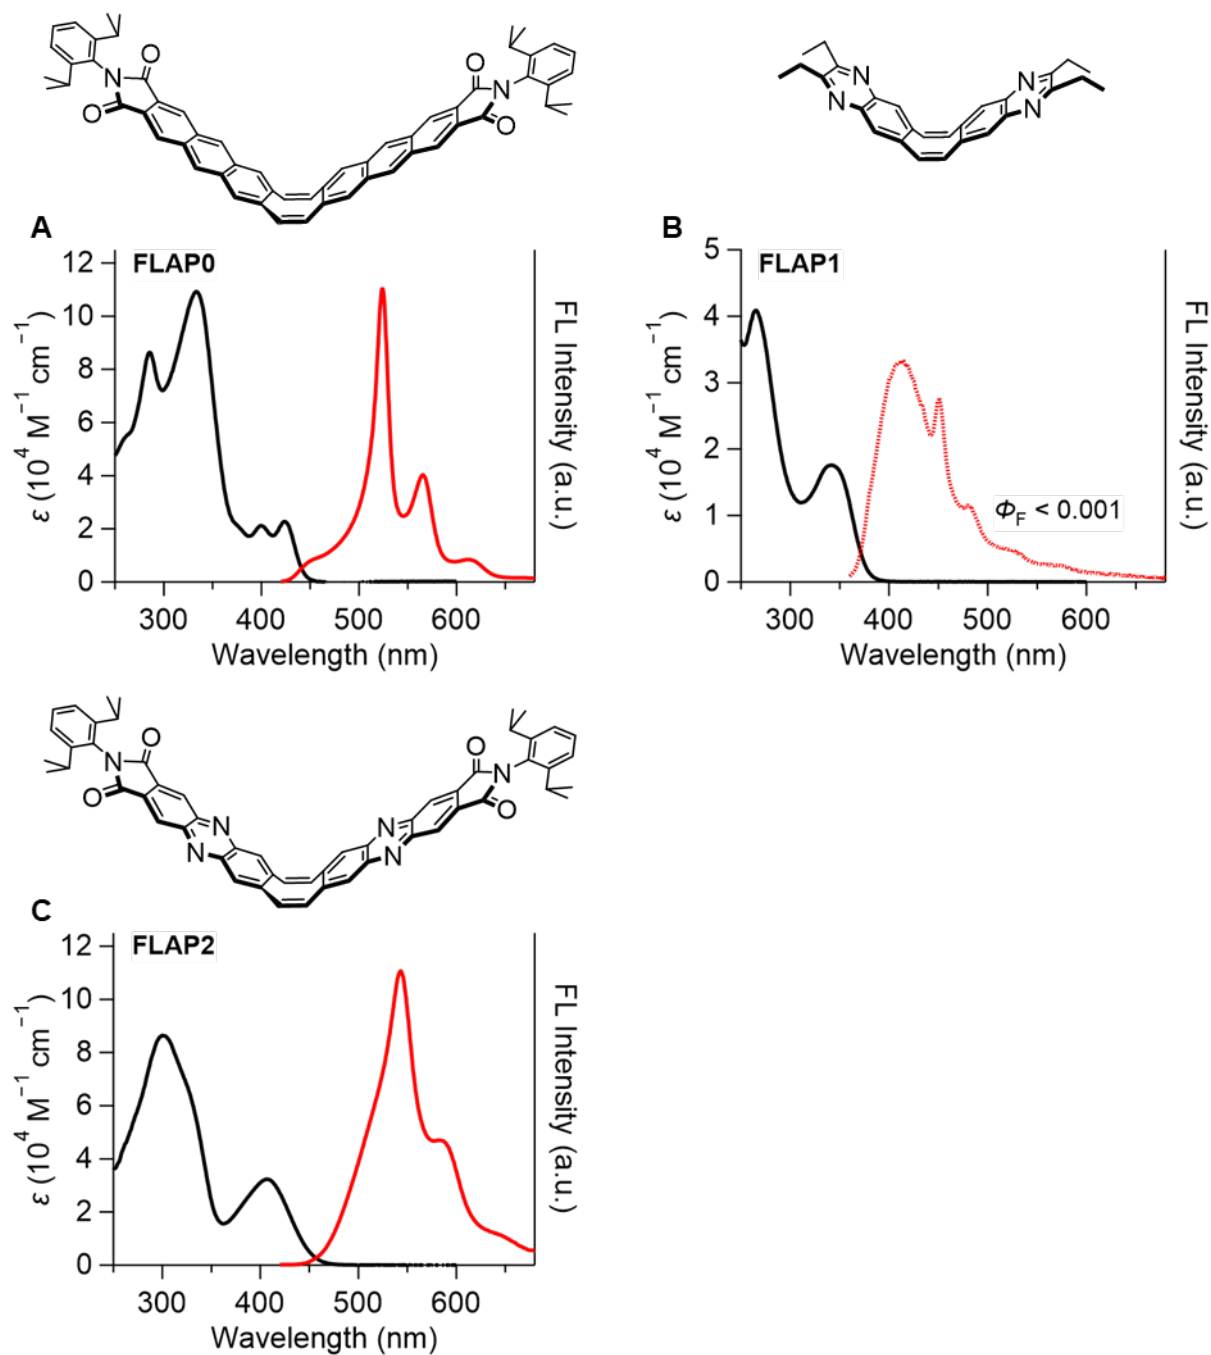 N
O
O
O
N
O
N
N
N
N
A
FLAP0
12
10
8
6
4
2
0
ε (10⁴ M⁻¹ cm⁻¹)
FL Intensity (a.u.)
300 400 500 600
Wavelength (nm)
B
FLAP1
5
4
3
2
1
0
ε (10⁴ M⁻¹ cm⁻¹)
FL Intensity (a.u.)
Φ_F < 0.001
300 400 500 600
Wavelength (nm)
O
N
O
N
N
O
N
O
N
N
C
FLAP2
12
10
8
6
4
2
0
ε (10⁴ M⁻¹ cm⁻¹)
FL Intensity (a.u.)
300 400 500 600
Wavelength (nm)